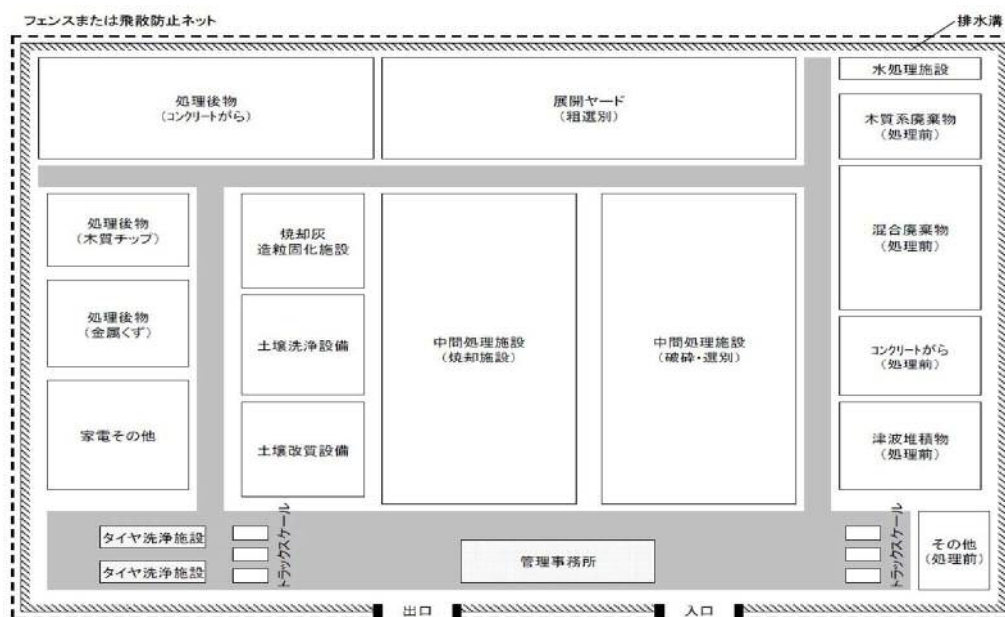 フェンスまたは飛散防止ネット
排水溝
処理後物
(コンクリートがら)
展開ヤード
(粗選別)
水処理施設
木質系廃棄物
(処理前)
処理後物
(木質チップ)
焼却灰
造粒固化施設
混合廃棄物
(処理前)
処理後物
(金属くず)
土壌洗浄設備
中間処理施設
(焼却施設)
中間処理施設
(破砕・選別)
コンクリートがら
(処理前)
家電その他
土壌改質設備
津波堆積物
(処理前)
タイヤ洗浄施設
タイヤ洗浄施設
トラックスケール
管理事務所
トラックスケール
その他
(処理前)
出口
入口